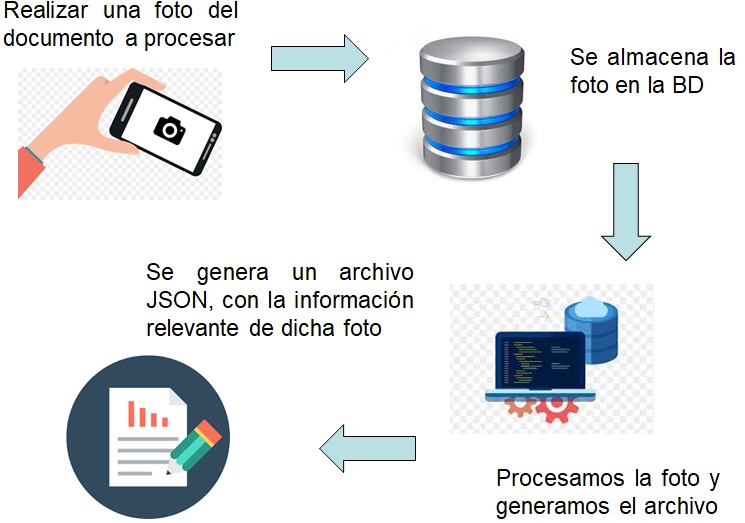 Realizar una foto del
documento a procesar
Se almacena la
foto en la BD
Procesamos la foto y
generamos el archivo
Se genera un archivo
JSON, con la información
relevante de dicha foto